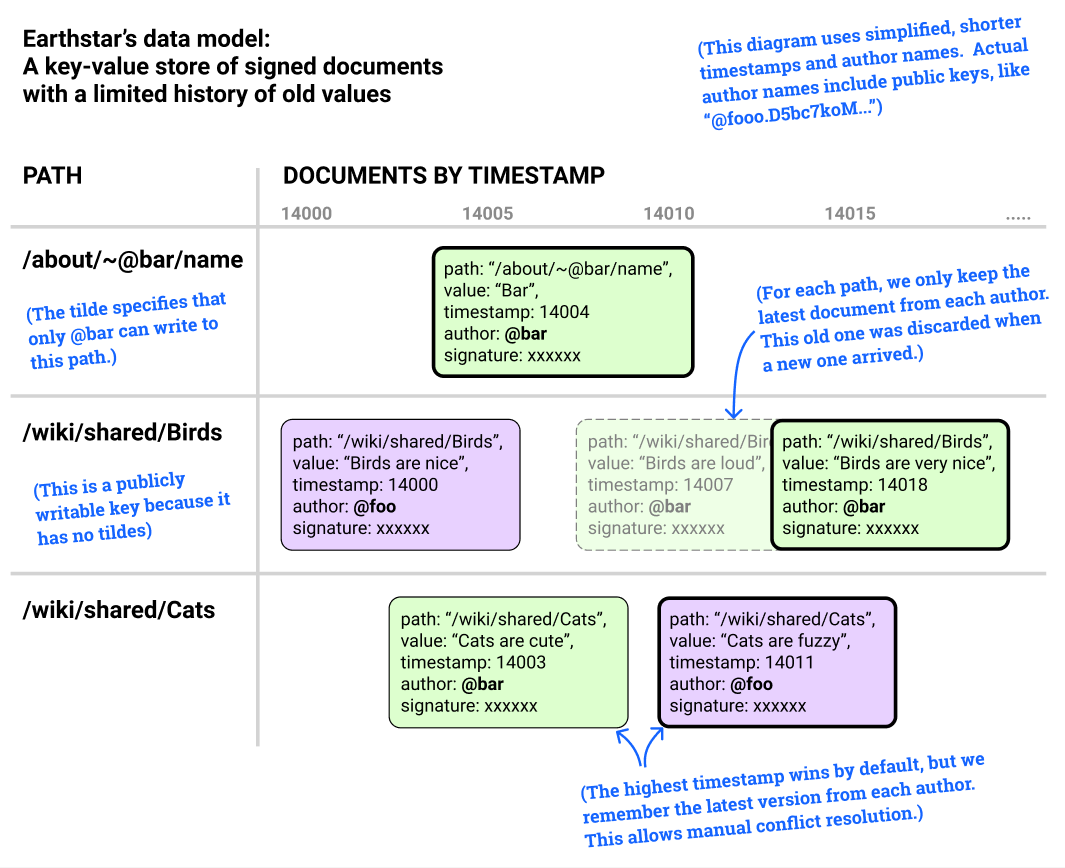 Earthstar’s data model:
A key-value store of signed documents
with a limited history of old values
(This diagram uses simplified, shorter
timestamps and author names.  Actual
author names include public keys, like
“@fooo.D5bc7koM...”)
PATH
DOCUMENTS BY TIMESTAMP
14000
14005
14010
14015
.....
/about/~@bar/name
(The tilde specifies that
only @bar can write to
this path.)
path: “/about/~@bar/name”,
value: “Bar”,
timestamp: 14004
author: @bar
signature: xxxxxx
(For each path, we only keep the
latest document from each author.
This old one was discarded when
a new one arrived.)
/wiki/shared/Birds
(This is a publicly
writable key because it
has no tildes)
path: “/wiki/shared/Birds”,
value: “Birds are nice”,
timestamp: 14000
author: @foo
signature: xxxxxx
path: “/wiki/shared/Bir
value: “Birds are loud”,
timestamp: 14007
author: @bar
signature: xxxxxx
path: “/wiki/shared/Birds”,
value: “Birds are very nice”,
timestamp: 14018
author: @bar
signature: xxxxxx
/wiki/shared/Cats
path: “/wiki/shared/Cats”,
value: “Cats are cute”,
timestamp: 14003
author: @bar
signature: xxxxxx
path: “/wiki/shared/Cats”,
value: “Cats are fuzzy”,
timestamp: 14011
author: @foo
signature: xxxxxx
(The highest timestamp wins by default, but we
remember the latest version from each author.
This allows manual conflict resolution.)